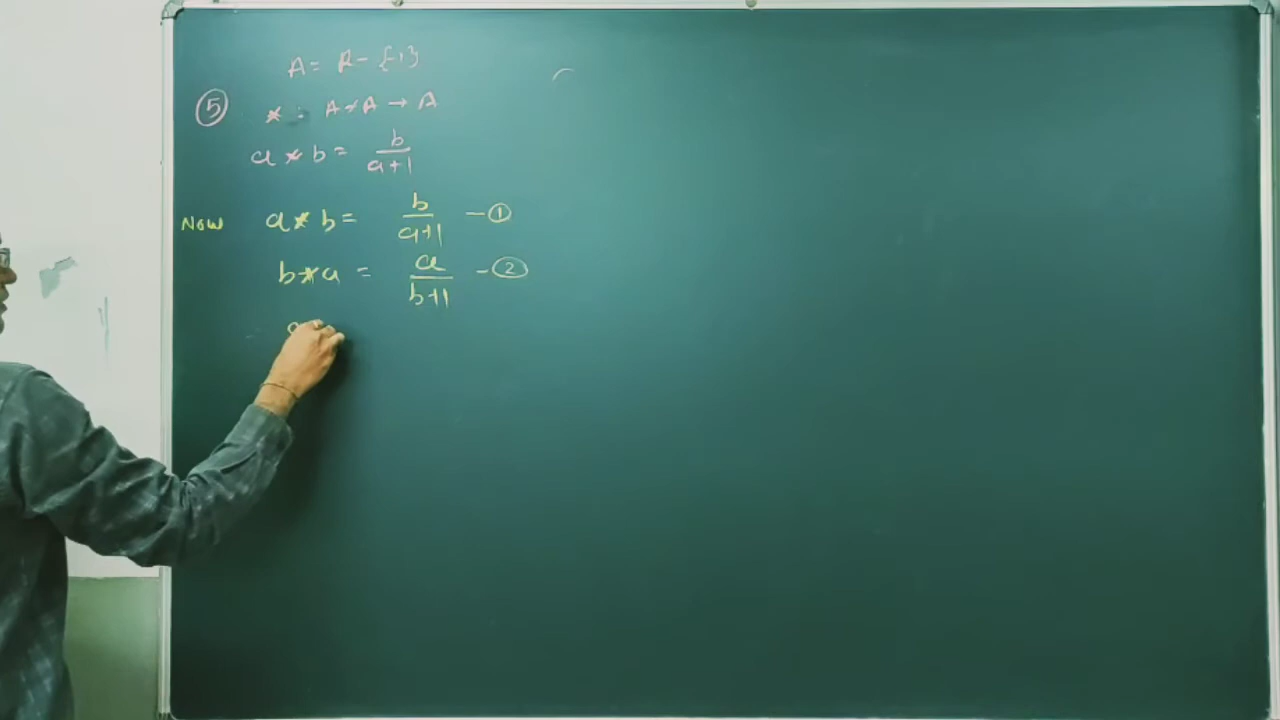 A = R - {-1}
⑤ * : A × A → A
a * b = b/(a+1)
Now a * b = b/(a+1) - ①
b * a = a/(b+1) - ②
a